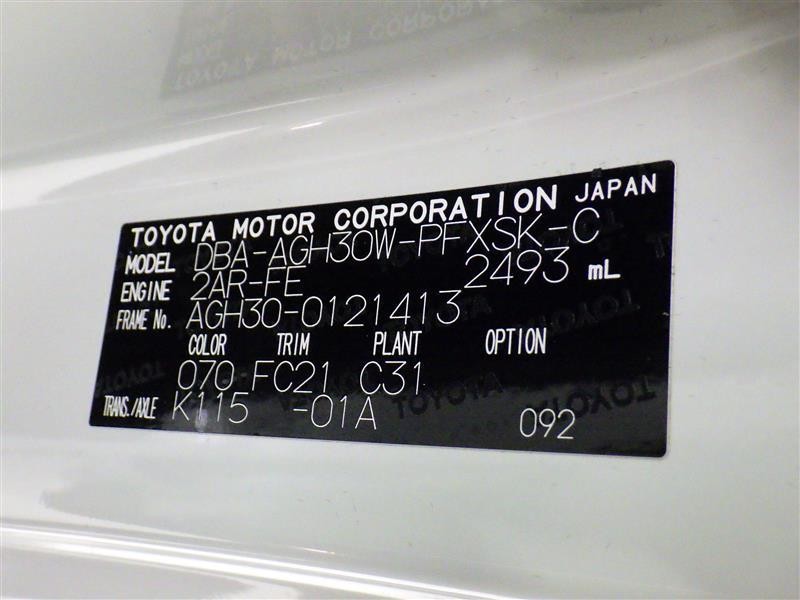 TOYOTA MOTOR CORPORATION JAPAN
MODEL DBA-AGH30W-PFXSK-C
ENGINE 2AR-FE 2493 mL
FRAME No. AGH30-0121413
COLOR TRIM PLANT OPTION
070 FC21 C31
TRANS./AXLE K115 -01A 092